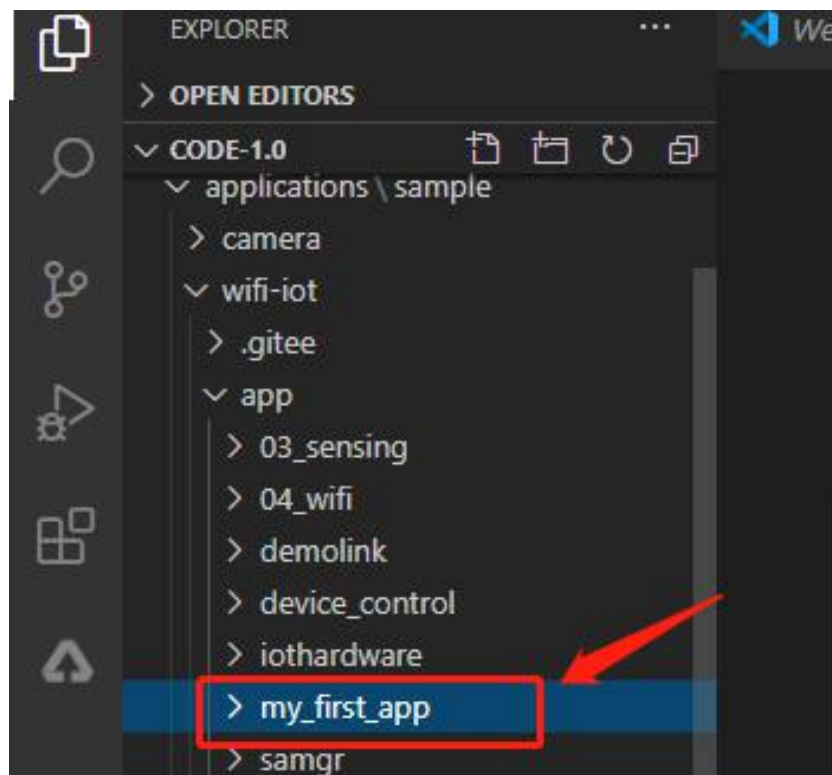 EXPLORER
We
OPEN EDITORS
CODE-1.0
applications \ sample
camera
wifi-iot
.gitee
app
03_sensing
04_wifi
demolink
device_control
iothardware
my_first_app
samgr